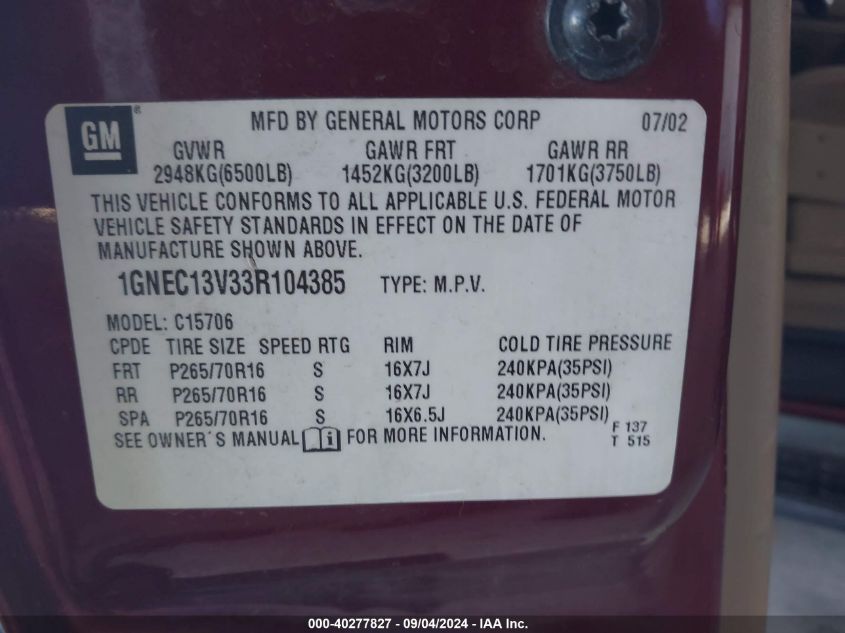 GM ®
MFD BY GENERAL MOTORS CORP 07/02
GVWR GAWR FRT GAWR RR
2948KG(6500LB) 1452KG(3200LB) 1701KG(3750LB)
THIS VEHICLE CONFORMS TO ALL APPLICABLE U.S. FEDERAL MOTOR
VEHICLE SAFETY STANDARDS IN EFFECT ON THE DATE OF
MANUFACTURE SHOWN ABOVE.
1GNEC13V33R104385 TYPE: M.P.V.
MODEL: C15706
CPDE TIRE SIZE SPEED RTG RIM COLD TIRE PRESSURE
FRT P265/70R16 S 16X7J 240KPA(35PSI)
RR P265/70R16 S 16X7J 240KPA(35PSI)
SPA P265/70R16 S 16X6.5J 240KPA(35PSI)
SEE OWNER'S MANUAL i FOR MORE INFORMATION. F 137
T 515
000-40277827 - 09/04/2024 - IAA Inc.